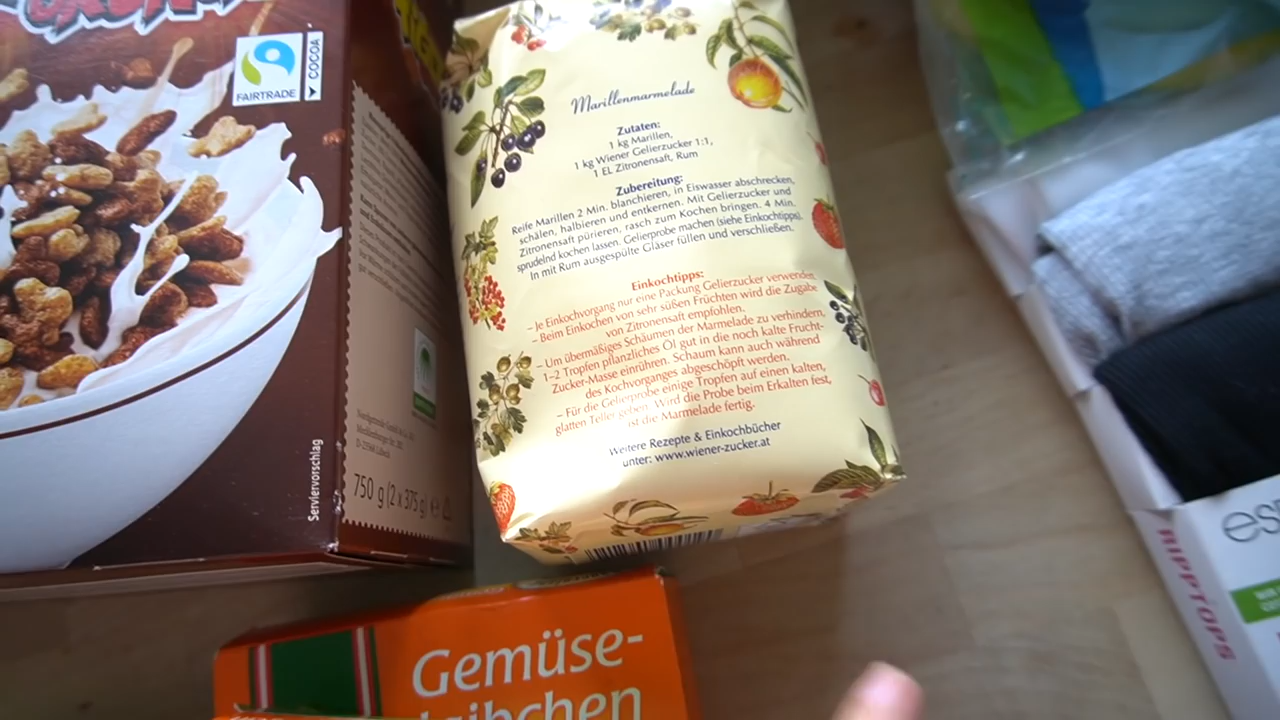 FAIRTRADE
COCOA
Serviervorschlag
750 g (2 x 375 g)
Marillenmarmelade
Zutaten:
1 kg Marillen,
1 kg Wiener Gelierzucker 1:1,
1 EL Zitronensaft, Rum
Zubereitung:
Reife Marillen 2 Min. blanchieren, in Eiswasser abschrecken,
schälen, halbieren und entkernen. Mit Gelierzucker und
Zitronensaft pürieren, rasch zum Kochen bringen. 4 Min.
sprudelnd kochen lassen. Gelierprobe machen (siehe Einkochtipps).
In mit Rum ausgespülte Gläser füllen und verschließen.
Einkochtipps:
– Je Einkochvorgang nur eine Packung Gelierzucker verwenden.
– Beim Einkochen von sehr süßen Früchten wird die Zugabe
von Zitronensaft empfohlen.
– Um übermäßiges Schäumen der Marmelade zu verhindern,
1–2 Tropfen pflanzliches Öl gut in die noch kalte Frucht-
Zucker-Masse einrühren. Schaum kann auch während
des Kochvorganges abgeschöpft werden.
– Für die Gelierprobe einige Tropfen auf einen kalten,
glatten Teller geben. Wird die Probe beim Erkalten fest,
ist die Marmelade fertig.
Weitere Rezepte & Einkochbücher
unter: www.wiener-zucker.at
Gemüse-
RIPPTOPS